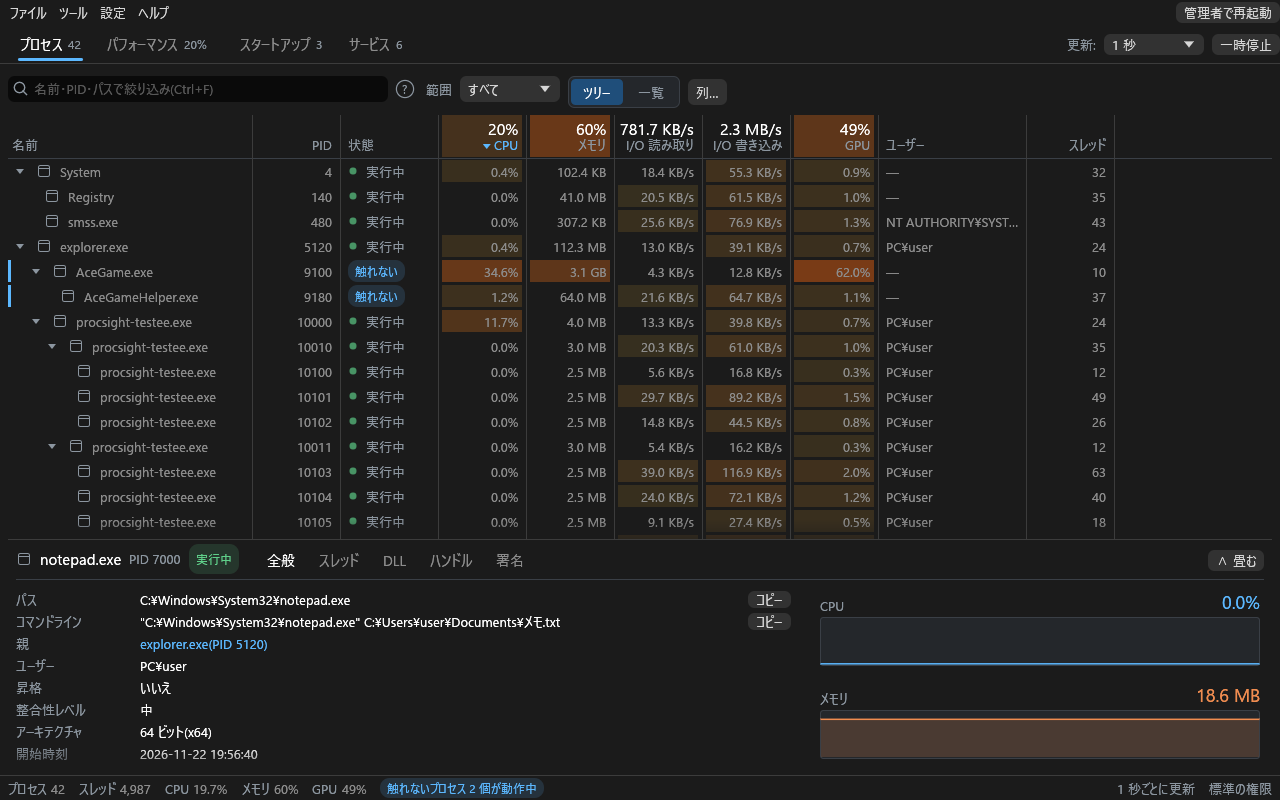 ファイル ツール 設定 ヘルプ 管理者で再起動
プロセス 42 パフォーマンス 20% スタートアップ 3 サービス 6 更新: 1 秒 一時停止
名前・PID・パスで絞り込み(Ctrl+F) ? 範囲 すべて ツリー 一覧 列...
20% 60% 781.7 KB/s 2.3 MB/s 49%
名前 PID 状態 CPU メモリ I/O 読み取り I/O 書き込み GPU ユーザー スレッド
System 4 実行中 0.4% 102.4 KB 18.4 KB/s 55.3 KB/s 0.9% — 32
Registry 140 実行中 0.0% 41.0 MB 20.5 KB/s 61.5 KB/s 1.0% — 35
smss.exe 480 実行中 0.0% 307.2 KB 25.6 KB/s 76.9 KB/s 1.3% NT AUTHORITY¥SYST... 43
explorer.exe 5120 実行中 0.4% 112.3 MB 13.0 KB/s 39.1 KB/s 0.7% PC¥user 24
AceGame.exe 9100 触れない 34.6% 3.1 GB 4.3 KB/s 12.8 KB/s 62.0% — 10
AceGameHelper.exe 9180 触れない 1.2% 64.0 MB 21.6 KB/s 64.7 KB/s 1.1% — 37
procsight-testee.exe 10000 実行中 11.7% 4.0 MB 13.3 KB/s 39.8 KB/s 0.7% PC¥user 24
procsight-testee.exe 10010 実行中 0.0% 3.0 MB 20.3 KB/s 61.0 KB/s 1.0% PC¥user 35
procsight-testee.exe 10100 実行中 0.0% 2.5 MB 5.6 KB/s 16.8 KB/s 0.3% PC¥user 12
procsight-testee.exe 10101 実行中 0.0% 2.5 MB 29.7 KB/s 89.2 KB/s 1.5% PC¥user 49
procsight-testee.exe 10102 実行中 0.0% 2.5 MB 14.8 KB/s 44.5 KB/s 0.8% PC¥user 26
procsight-testee.exe 10011 実行中 0.0% 3.0 MB 5.4 KB/s 16.2 KB/s 0.3% PC¥user 12
procsight-testee.exe 10103 実行中 0.0% 2.5 MB 39.0 KB/s 116.9 KB/s 2.0% PC¥user 63
procsight-testee.exe 10104 実行中 0.0% 2.5 MB 24.0 KB/s 72.1 KB/s 1.2% PC¥user 40
procsight-testee.exe 10105 実行中 0.0% 2.5 MB 9.1 KB/s 27.4 KB/s 0.5% PC¥user 18
notepad.exe PID 7000 実行中 全般 スレッド DLL ハンドル 署名 畳む
パス C:¥Windows¥System32¥notepad.exe コピー
コマンドライン "C:¥Windows¥System32¥notepad.exe" C:¥Users¥user¥Documents¥メモ.txt コピー
親 explorer.exe(PID 5120)
ユーザー PC¥user
昇格 いいえ
整合性レベル 中
アーキテクチャ 64 ビット(x64)
開始時刻 2026-11-22 19:56:40
CPU 0.0%
メモリ 18.6 MB
プロセス 42 スレッド 4,987 CPU 19.7% メモリ 60% GPU 49% 触れないプロセス 2 個が動作中 1 秒ごとに更新 標準の権限